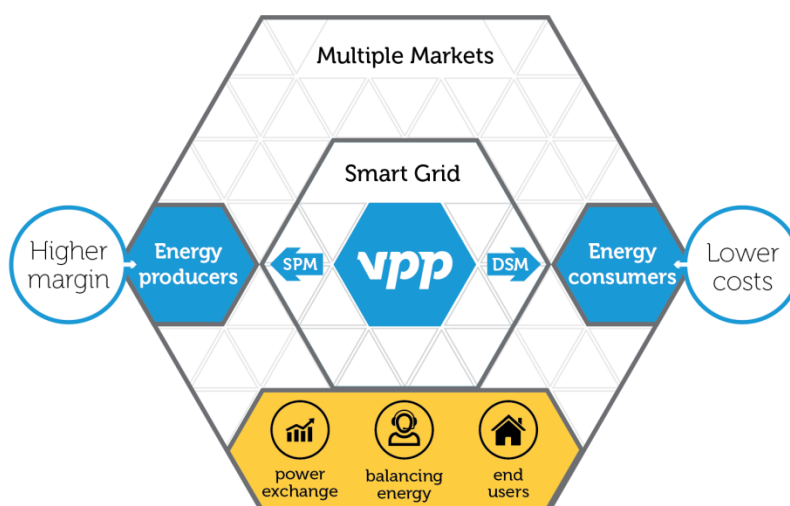 Multiple Markets
Smart Grid
Higher
margin
Energy
producers
SPM
vpp
DSM
Energy
consumers
Lower
costs
power
exchange
balancing
energy
end
users